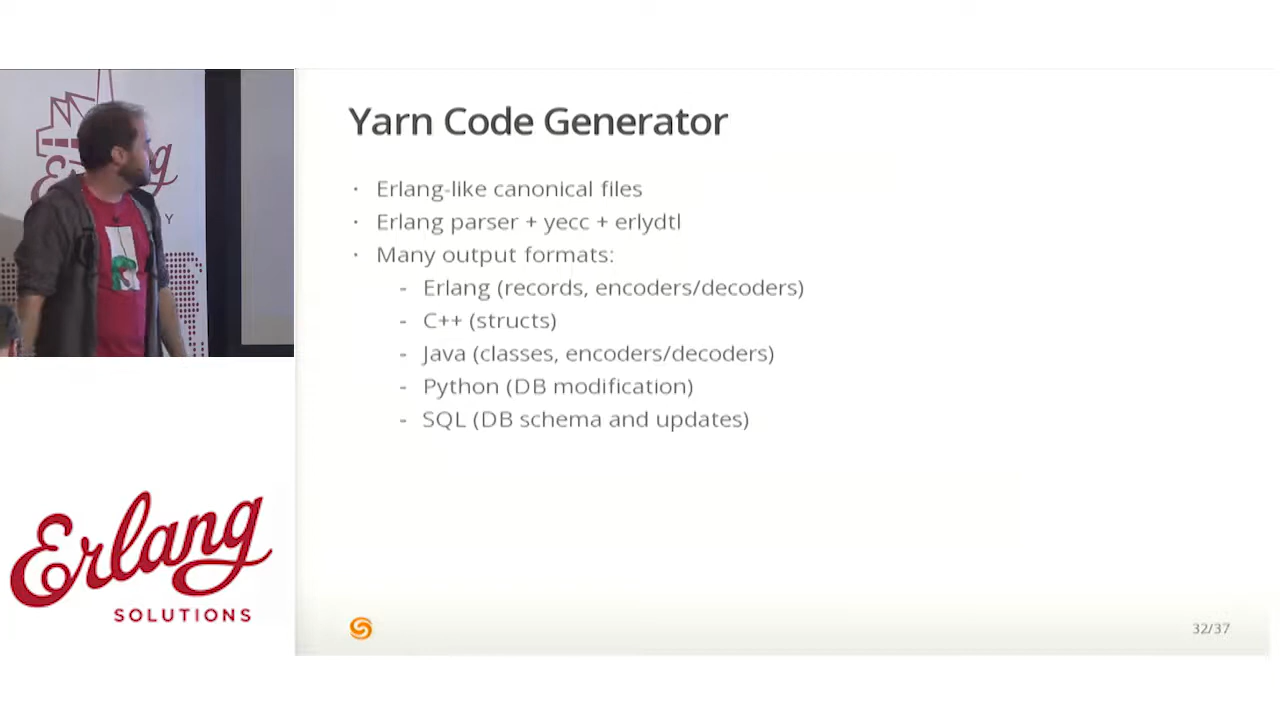 Yarn Code Generator
· Erlang-like canonical files
· Erlang parser + yecc + erlydtl
· Many output formats:
- Erlang (records, encoders/decoders)
- C++ (structs)
- Java (classes, encoders/decoders)
- Python (DB modification)
- SQL (DB schema and updates)
Erlang
SOLUTIONS
32/37